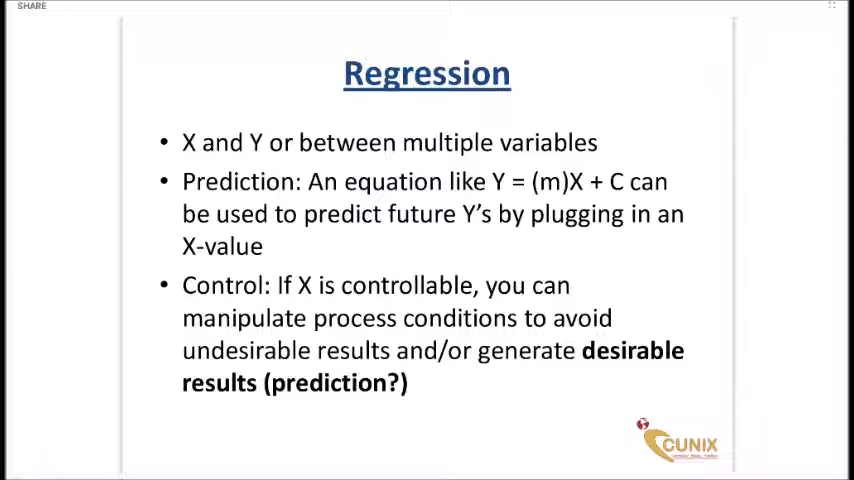 SHARE
Regression
• X and Y or between multiple variables
• Prediction: An equation like Y = (m)X + C can
be used to predict future Y's by plugging in an
X-value
• Control: If X is controllable, you can
manipulate process conditions to avoid
undesirable results and/or generate desirable
results (prediction?)
CUNIX